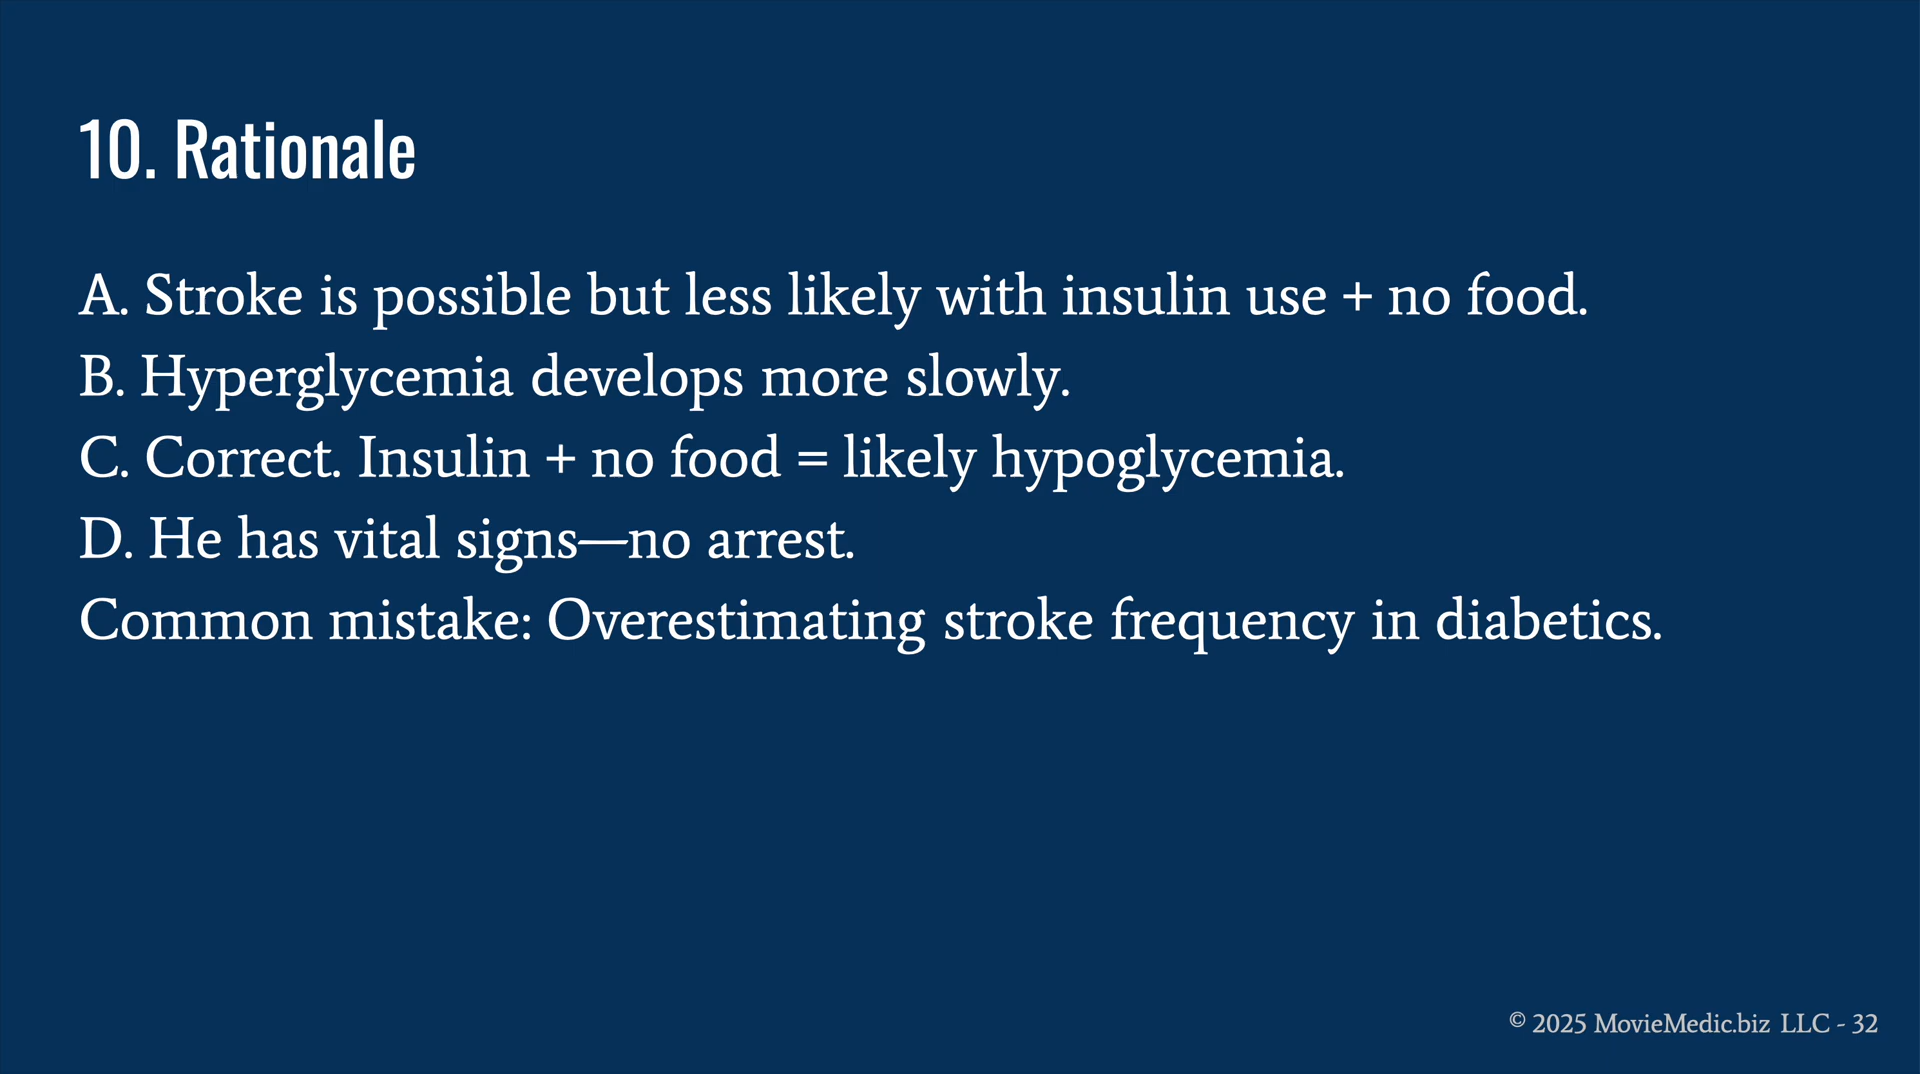 10. Rationale
A. Stroke is possible but less likely with insulin use + no food.
B. Hyperglycemia develops more slowly.
C. Correct. Insulin + no food = likely hypoglycemia.
D. He has vital signs—no arrest.
Common mistake: Overestimating stroke frequency in diabetics.
© 2025 MovieMedic.biz LLC - 32